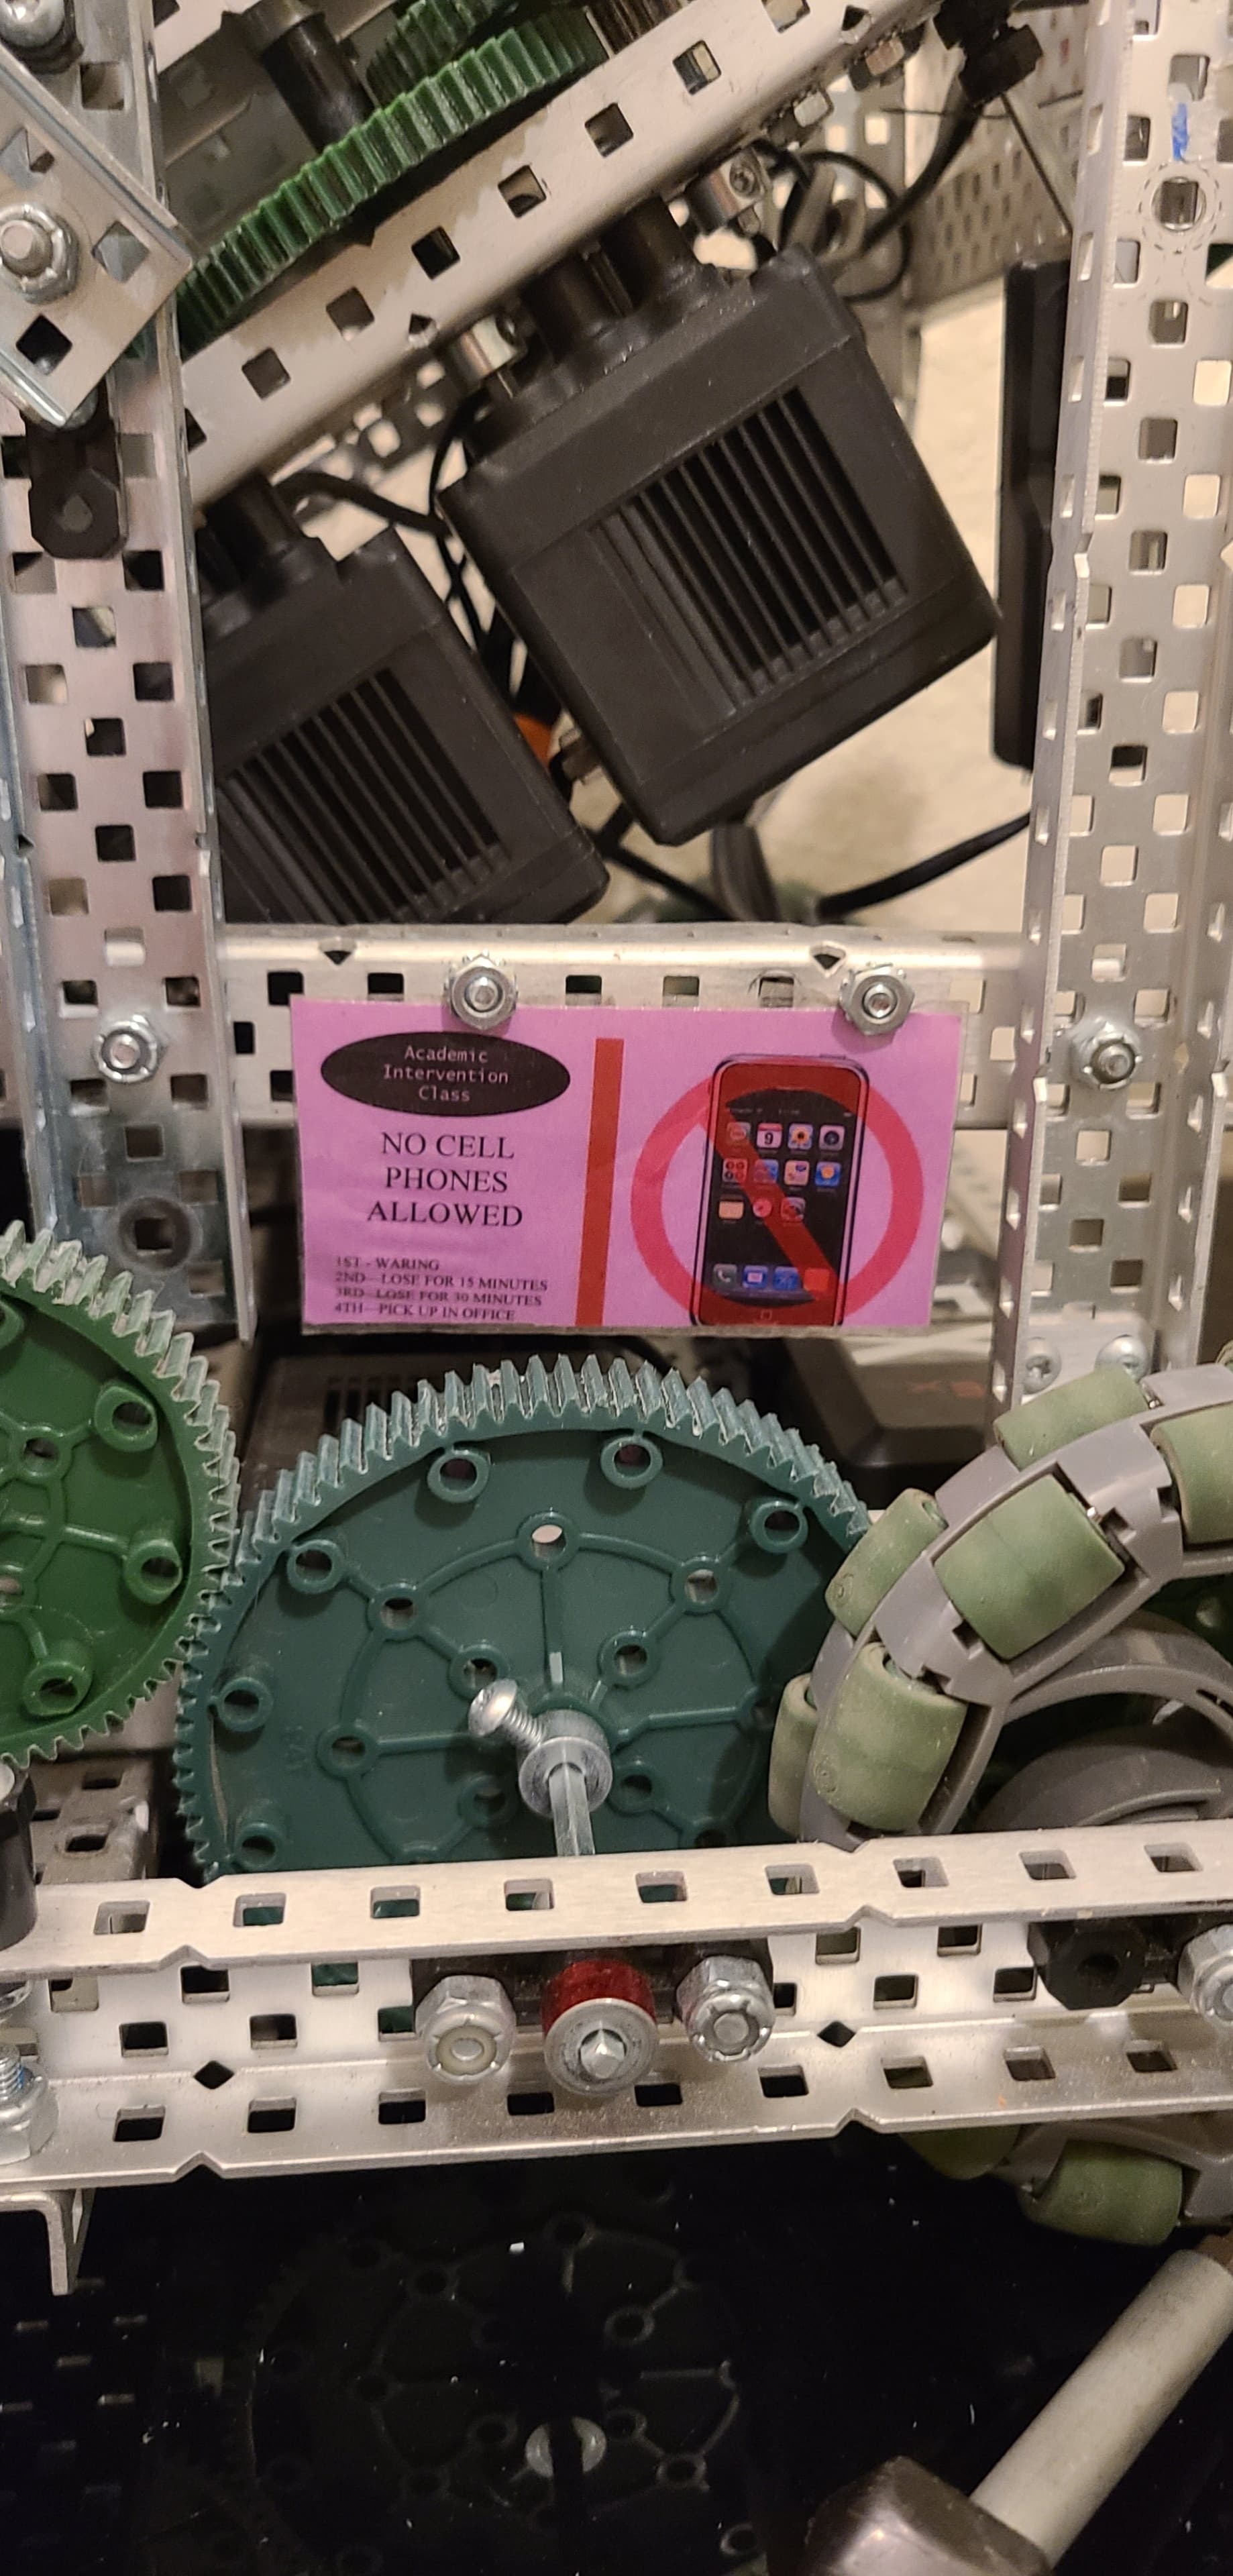 Academic
Intervention
Class
NO CELL
PHONES
ALLOWED
1ST - WARING
2ND—LOSE FOR 15 MINUTES
3RD—LOSE FOR 30 MINUTES
4TH—PICK UP IN OFFICE
9